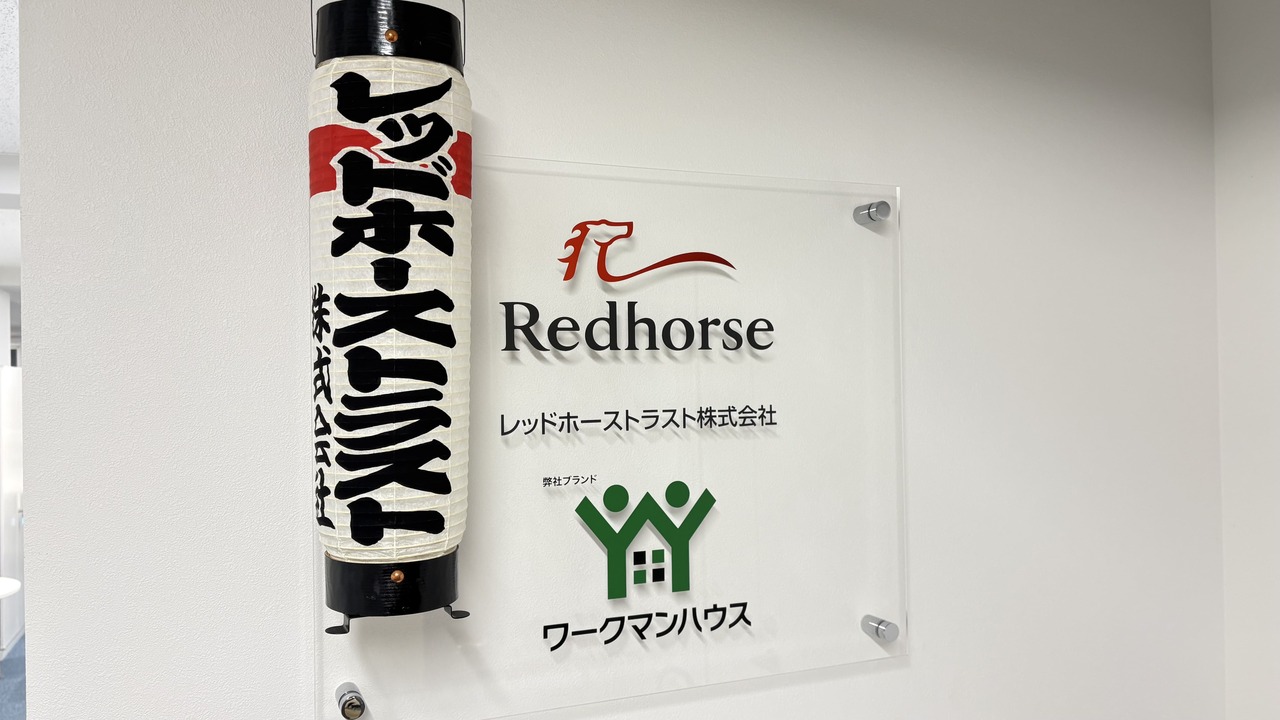 レッドホーストラスト
株式会社
Redhorse
レッドホーストラスト株式会社
弊社ブランド
ワークマンハウス